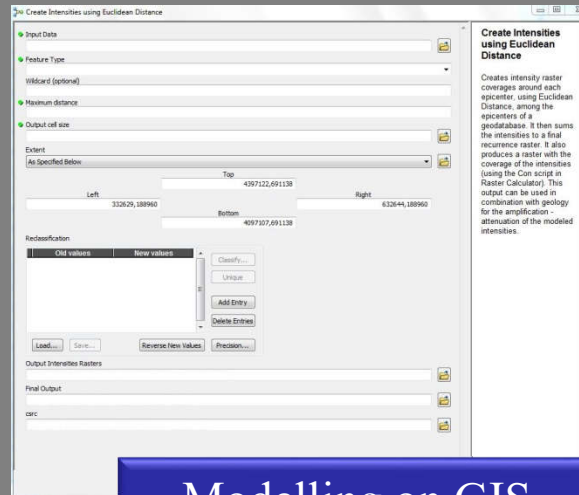 Create Intensities using Euclidean Distance
Input Data
Feature Type
Wildcard (optional)
Maximum distance
Output cell size
Extent
As Specified Below
Top
4397122,691138
Left
Right
332629,188960
632644,188960
Bottom
4097107,691138
Reclassification
Old values
New values
Classify...
Unique
Add Entry
Delete Entries
Load...
Save...
Reverse New Values
Precision...
Output Intensities Rasters
Final Output
csrc
Create Intensities
using Euclidean
Distance
Creates intensity raster
coverages around each
epicenter, using Euclidean
Distance, among the
epicenters of a
geodatabase. It then sums
the intensities to a final
recurrence raster. It also
produces a raster with the
coverage of the intensities
(using the Con script in
Raster Calculator). This
output can be used in
combination with geology
for the amplification -
attenuation of the modeled
intensities.
Modelling on GIS